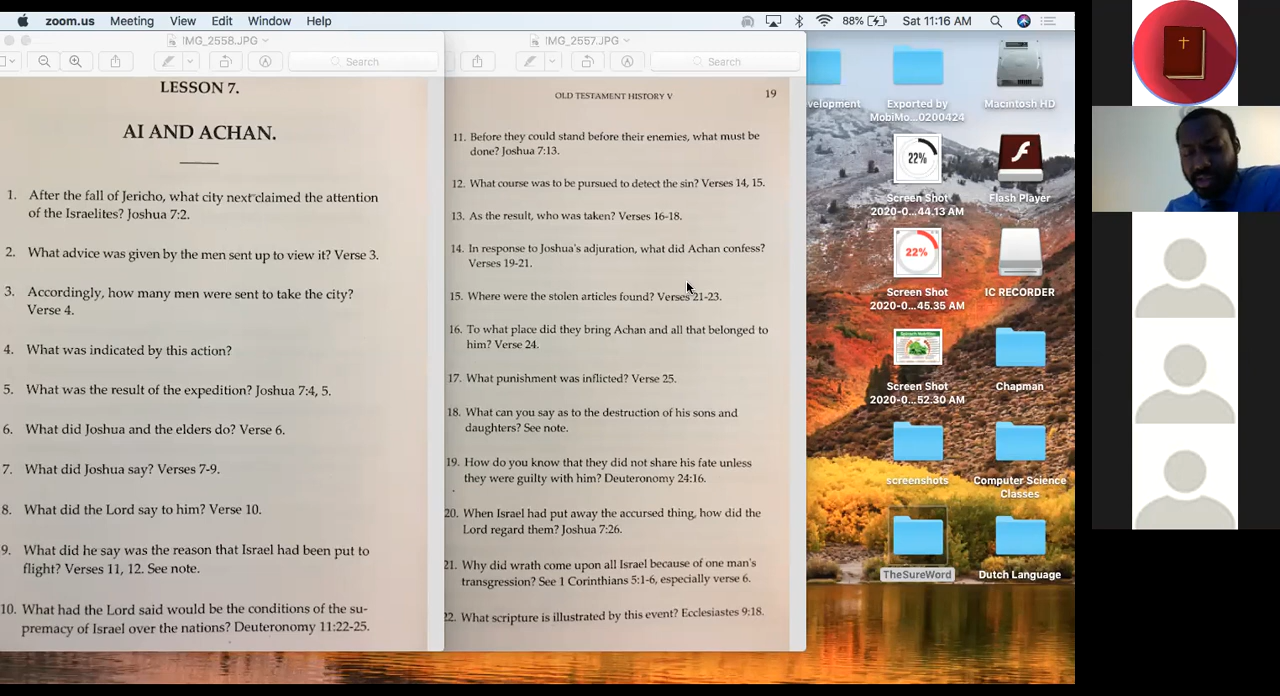 zoom.us Meeting View Edit Window Help
88% Sat 11:16 AM
IMG_2558.JPG
Search
LESSON 7.
AI AND ACHAN.
1. After the fall of Jericho, what city next claimed the attention
of the Israelites? Joshua 7:2.
2. What advice was given by the men sent up to view it? Verse 3.
3. Accordingly, how many men were sent to take the city?
Verse 4.
4. What was indicated by this action?
5. What was the result of the expedition? Joshua 7:4, 5.
6. What did Joshua and the elders do? Verse 6.
7. What did Joshua say? Verses 7-9.
8. What did the Lord say to him? Verse 10.
9. What did he say was the reason that Israel had been put to
flight? Verses 11, 12. See note.
10. What had the Lord said would be the conditions of the su-
premacy of Israel over the nations? Deuteronomy 11:22-25.
IMG_2557.JPG
Search
OLD TESTAMENT HISTORY V 19
11. Before they could stand before their enemies, what must be
done? Joshua 7:13.
12. What course was to be pursued to detect the sin? Verses 14, 15.
13. As the result, who was taken? Verses 16-18.
14. In response to Joshua's adjuration, what did Achan confess?
Verses 19-21.
15. Where were the stolen articles found? Verses 21-23.
16. To what place did they bring Achan and all that belonged to
him? Verse 24.
17. What punishment was inflicted? Verse 25.
18. What can you say as to the destruction of his sons and
daughters? See note.
19. How do you know that they did not share his fate unless
they were guilty with him? Deuteronomy 24:16.
20. When Israel had put away the accursed thing, how did the
Lord regard them? Joshua 7:26.
21. Why did wrath come upon all Israel because of one man's
transgression? See 1 Corinthians 5:1-6, especially verse 6.
22. What scripture is illustrated by this event? Ecclesiastes 9:18.
velopment
Exported by
MobiMo...0200424
Macintosh HD
22%
Screen Shot
2020-0...44.13 AM
Flash Player
22%
Screen Shot
2020-0...45.35 AM
IC RECORDER
Screen Shot
2020-0...52.30 AM
Chapman
screenshots
Computer Science
Classes
TheSureWord
Dutch Language